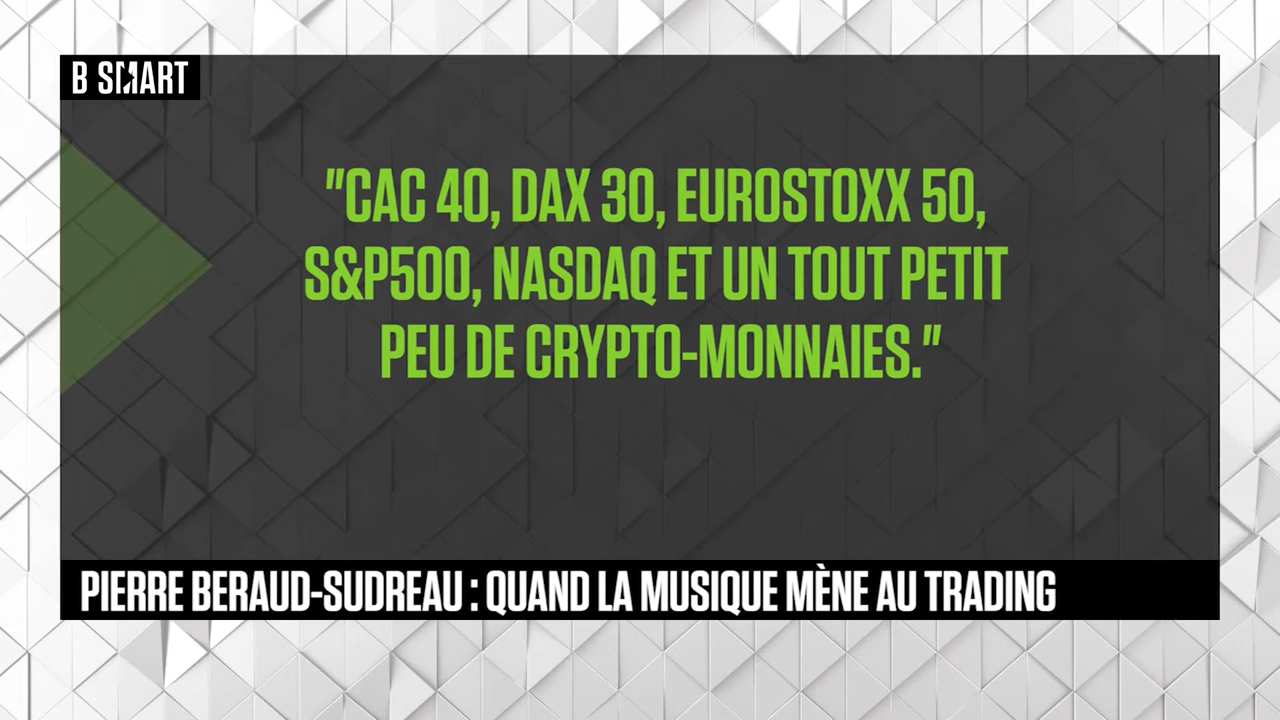 B SMART
"CAC 40, DAX 30, EUROSTOXX 50,
S&P500, NASDAQ ET UN TOUT PETIT
PEU DE CRYPTO-MONNAIES."
PIERRE BERAUD-SUDREAU : QUAND LA MUSIQUE MÈNE AU TRADING